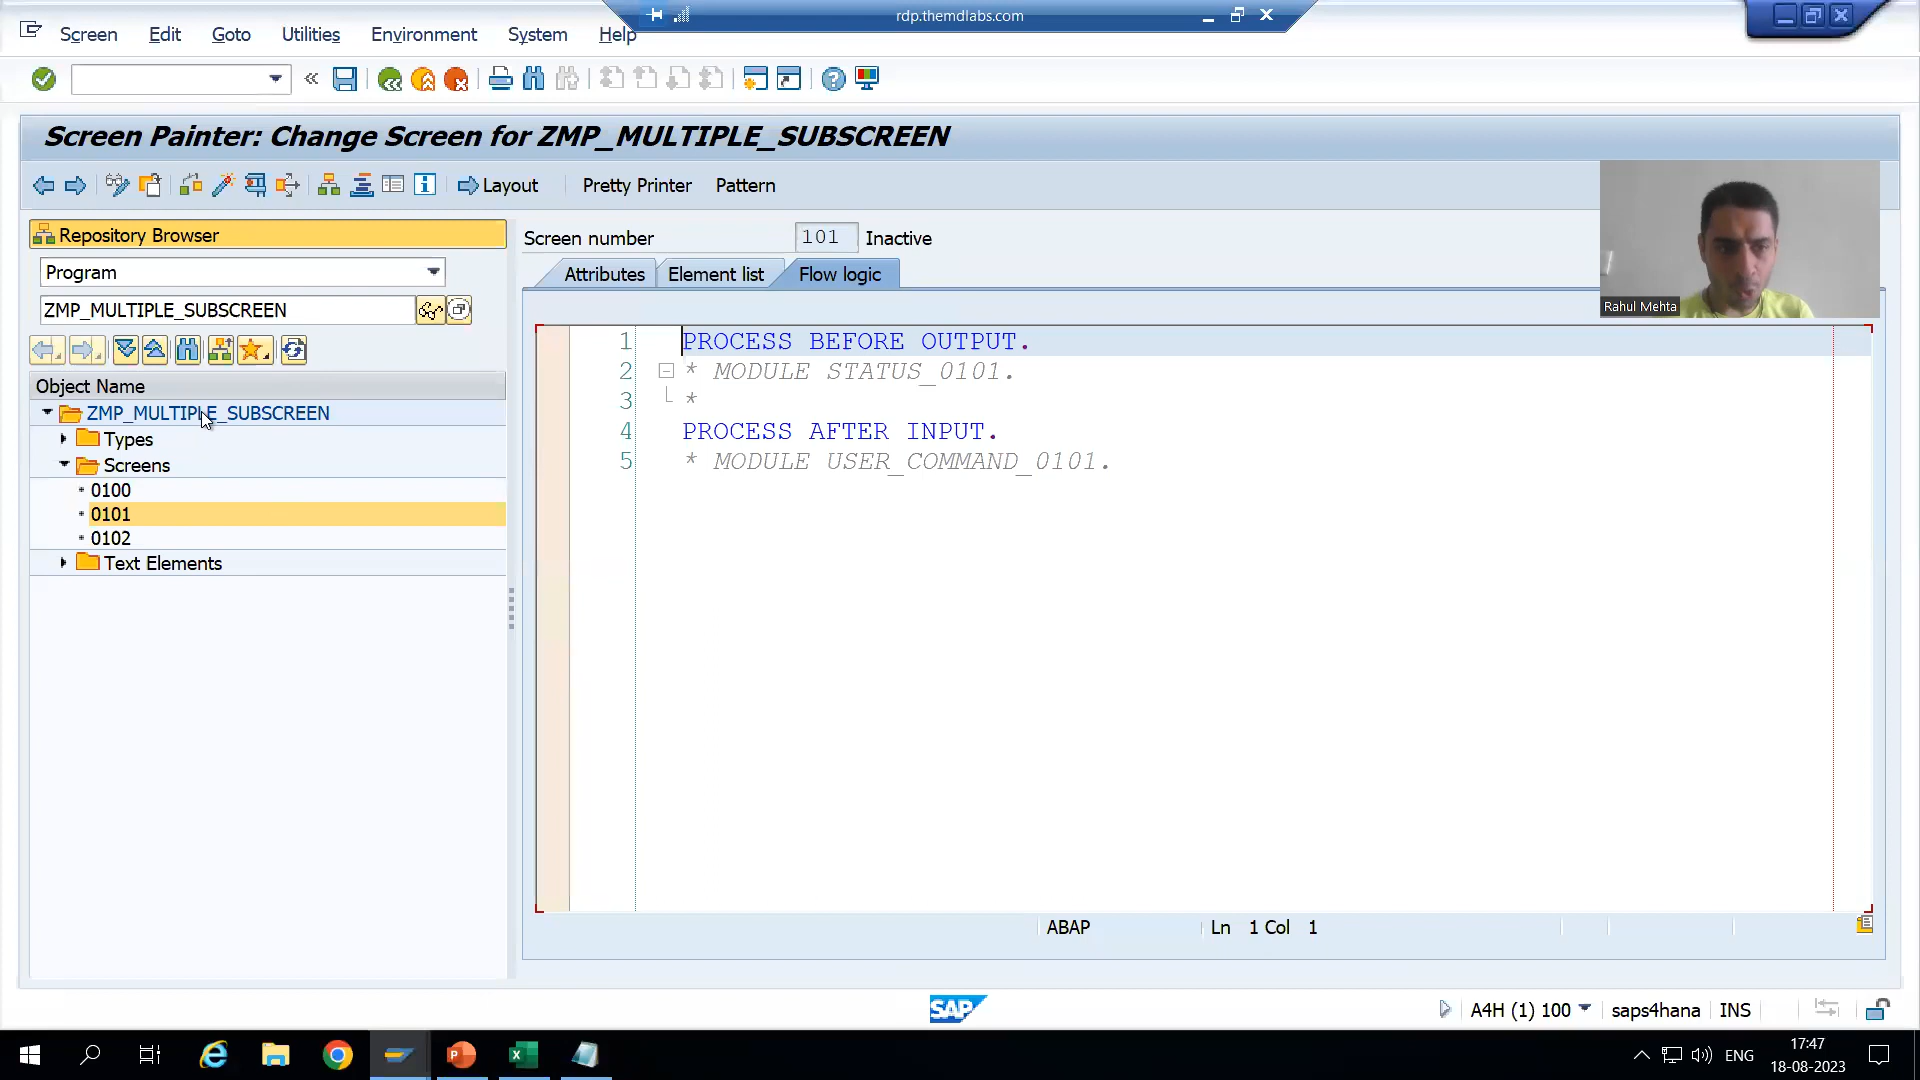 rdp.themdlabs.com
Screen Edit Goto Utilities Environment System Help
Screen Painter: Change Screen for ZMP_MULTIPLE_SUBSCREEN
Layout Pretty Printer Pattern
Repository Browser
Program
ZMP_MULTIPLE_SUBSCREEN
Object Name
ZMP_MULTIPLE_SUBSCREEN
Types
Screens
0100
0101
0102
Text Elements
Screen number 101 Inactive
Attributes Element list Flow logic
1 PROCESS BEFORE OUTPUT.
2 * MODULE STATUS_0101.
3 *
4 PROCESS AFTER INPUT.
5 * MODULE USER_COMMAND_0101.
ABAP Ln 1 Col 1
Rahul Mehta
SAP
A4H (1) 100 saps4hana INS
ENG
17:47
18-08-2023